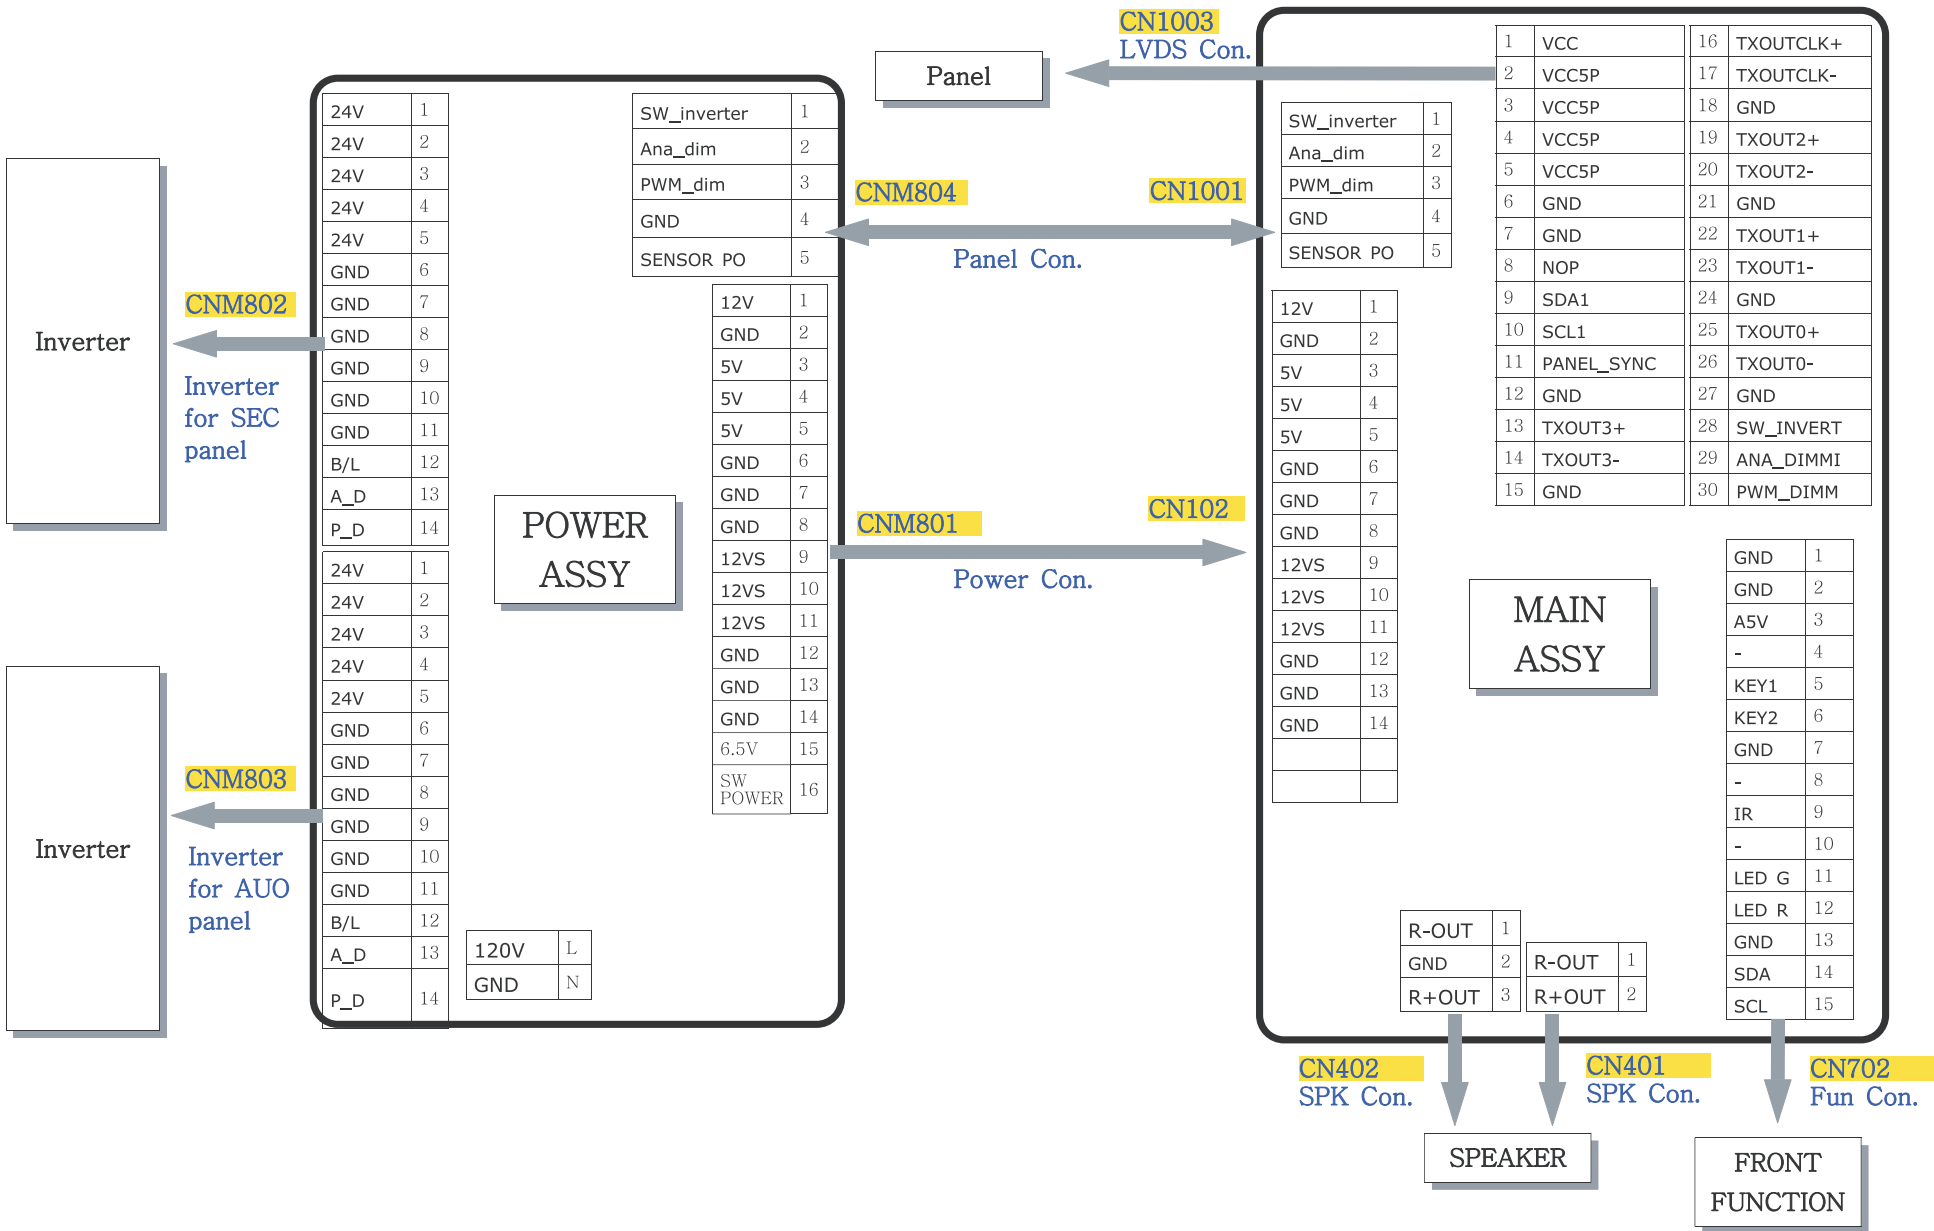 CN1003
LVDS Con.
Panel
24V 1
24V 2
24V 3
24V 4
24V 5
GND 6
GND 7
GND 8
GND 9
GND 10
GND 11
B/L 12
A_D 13
P_D 14
24V 1
24V 2
24V 3
24V 4
24V 5
GND 6
GND 7
GND 8
GND 9
GND 10
GND 11
B/L 12
A_D 13
P_D 14
Inverter
CNM802
Inverter
for SEC
panel
Inverter
CNM803
Inverter
for AUO
panel
POWER
ASSY
120V L
GND N
SW_inverter 1
Ana_dim 2
PWM_dim 3
GND 4
SENSOR PO 5
12V 1
GND 2
5V 3
5V 4
5V 5
GND 6
GND 7
GND 8
12VS 9
12VS 10
12VS 11
GND 12
GND 13
GND 14
6.5V 15
SW
POWER 16
CNM804
CN1001
Panel Con.
CNM801
CN102
Power Con.
SW_inverter 1
Ana_dim 2
PWM_dim 3
GND 4
SENSOR PO 5
12V 1
GND 2
5V 3
5V 4
5V 5
GND 6
GND 7
GND 8
12VS 9
12VS 10
12VS 11
GND 12
GND 13
GND 14
1 VCC
2 VCC5P
3 VCC5P
4 VCC5P
5 VCC5P
6 GND
7 GND
8 NOP
9 SDA1
10 SCL1
11 PANEL_SYNC
12 GND
13 TXOUT3+
14 TXOUT3-
15 GND
16 TXOUTCLK+
17 TXOUTCLK-
18 GND
19 TXOUT2+
20 TXOUT2-
21 GND
22 TXOUT1+
23 TXOUT1-
24 GND
25 TXOUT0+
26 TXOUT0-
27 GND
28 SW_INVERT
29 ANA_DIMMI
30 PWM_DIMM
MAIN
ASSY
GND 1
GND 2
A5V 3
- 4
KEY1 5
KEY2 6
GND 7
- 8
IR 9
- 10
LED G 11
LED R 12
GND 13
SDA 14
SCL 15
R-OUT 1
GND 2
R+OUT 3
R-OUT 1
R+OUT 2
CN402
SPK Con.
CN401
SPK Con.
CN702
Fun Con.
SPEAKER
FRONT
FUNCTION